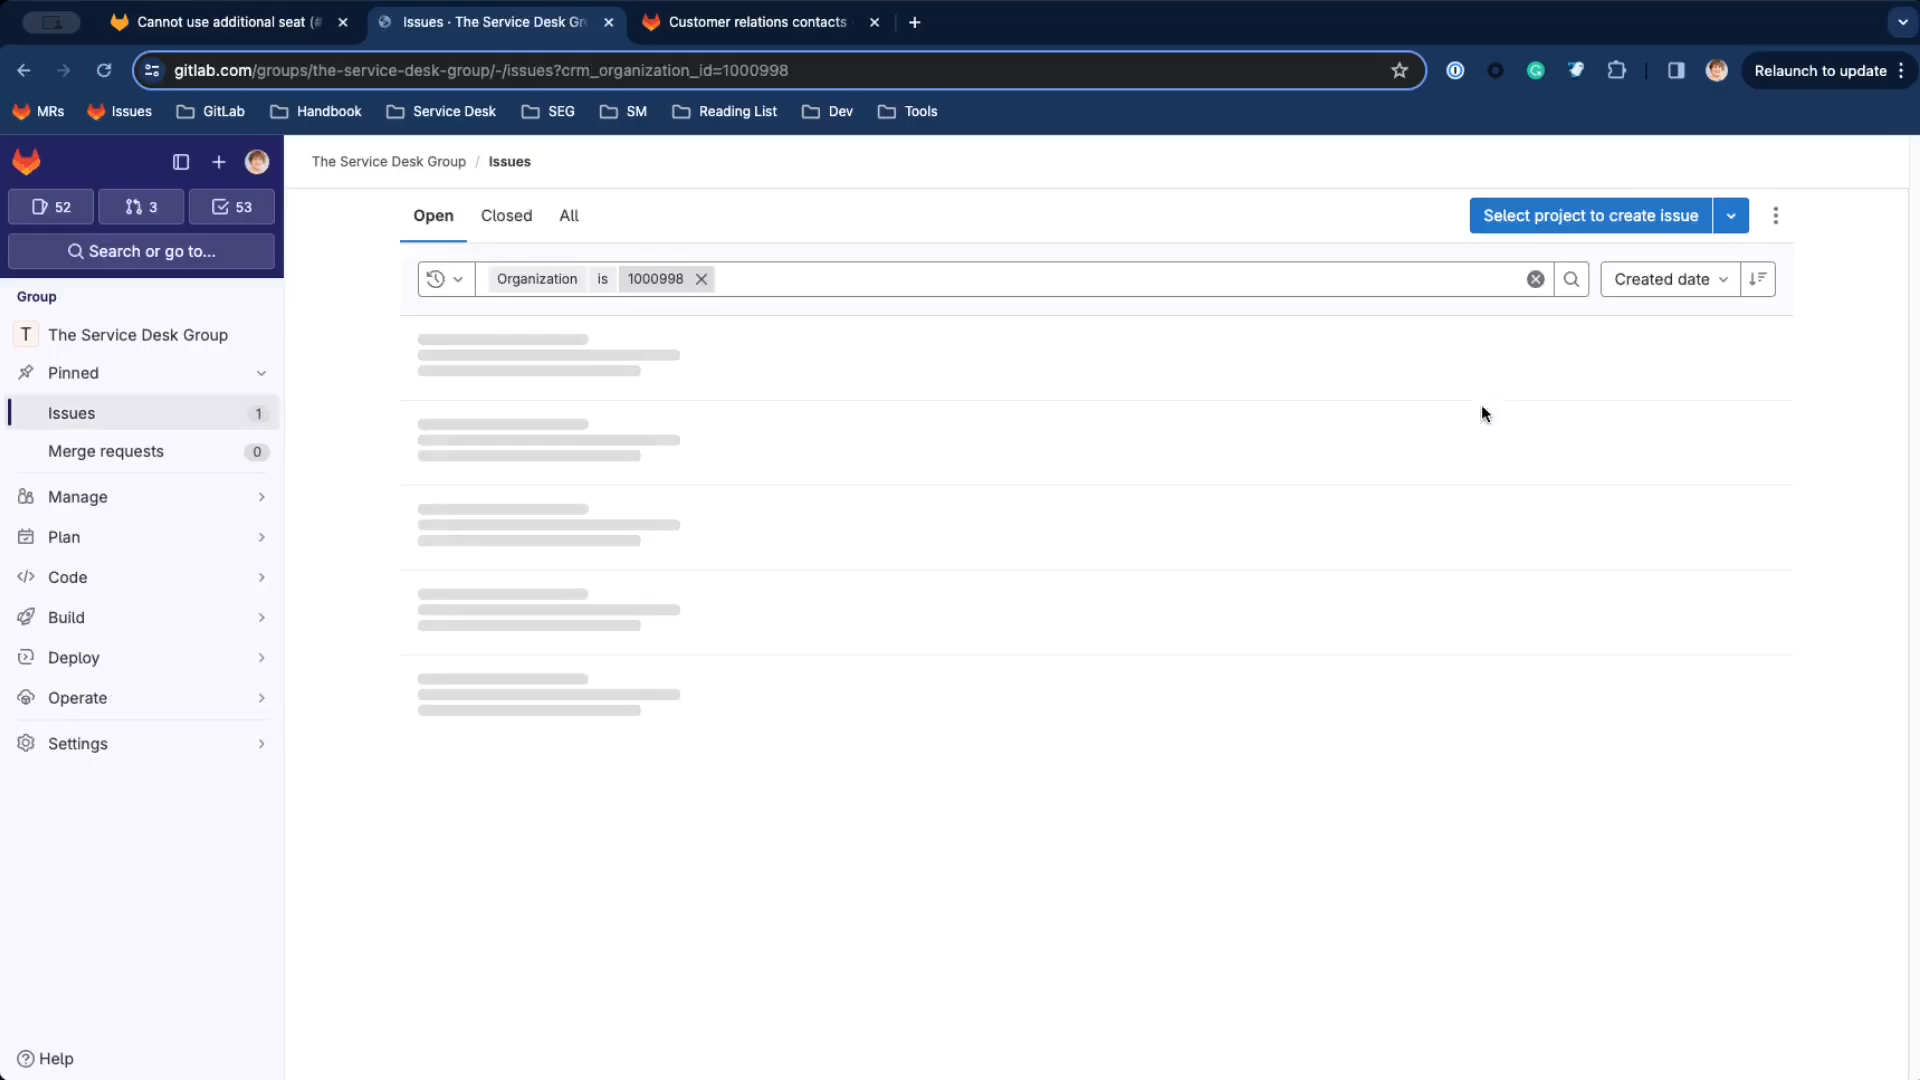 Cannot use additional seat (#
Issues · The Service Desk Gr
Customer relations contacts
gitlab.com/groups/the-service-desk-group/-/issues?crm_organization_id=1000998
Relaunch to update
MRs
Issues
GitLab
Handbook
Service Desk
SEG
SM
Reading List
Dev
Tools
The Service Desk Group / Issues
52
3
53
Search or go to...
Open
Closed
All
Select project to create issue
Organization is 1000998
Created date
Group
T The Service Desk Group
Pinned
Issues 1
Merge requests 0
Manage
Plan
Code
Build
Deploy
Operate
Settings
Help